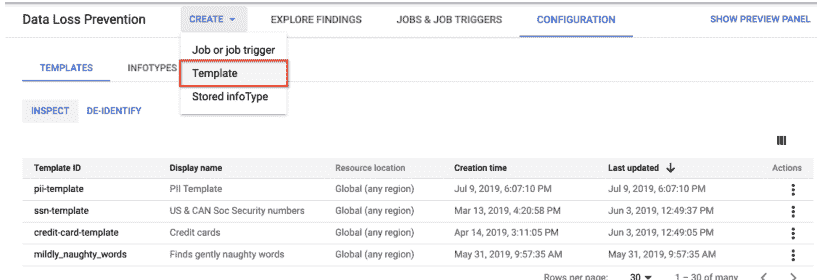 Data Loss Prevention CREATE EXPLORE FINDINGS JOBS & JOB TRIGGERS CONFIGURATION SHOW PREVIEW PANEL
Job or job trigger
TEMPLATES INFOTYPES Template
Stored infoType
INSPECT DE-IDENTIFY
Template ID Display name Resource location Creation time Last updated Actions
pii-template PII Template Global (any region) Jul 9, 2019, 6:07:10 PM Jul 9, 2019, 6:07:10 PM
ssn-template US & CAN Soc Security numbers Global (any region) Mar 13, 2019, 4:20:58 PM Jun 3, 2019, 12:49:37 PM
credit-card-template Credit cards Global (any region) Apr 14, 2019, 3:11:05 PM Jun 3, 2019, 12:49:05 PM
mildly_naughty_words Finds gently naughty words Global (any region) May 31, 2019, 9:57:35 AM May 31, 2019, 9:57:35 AM
Rows per page: 30 1 – 30 of many